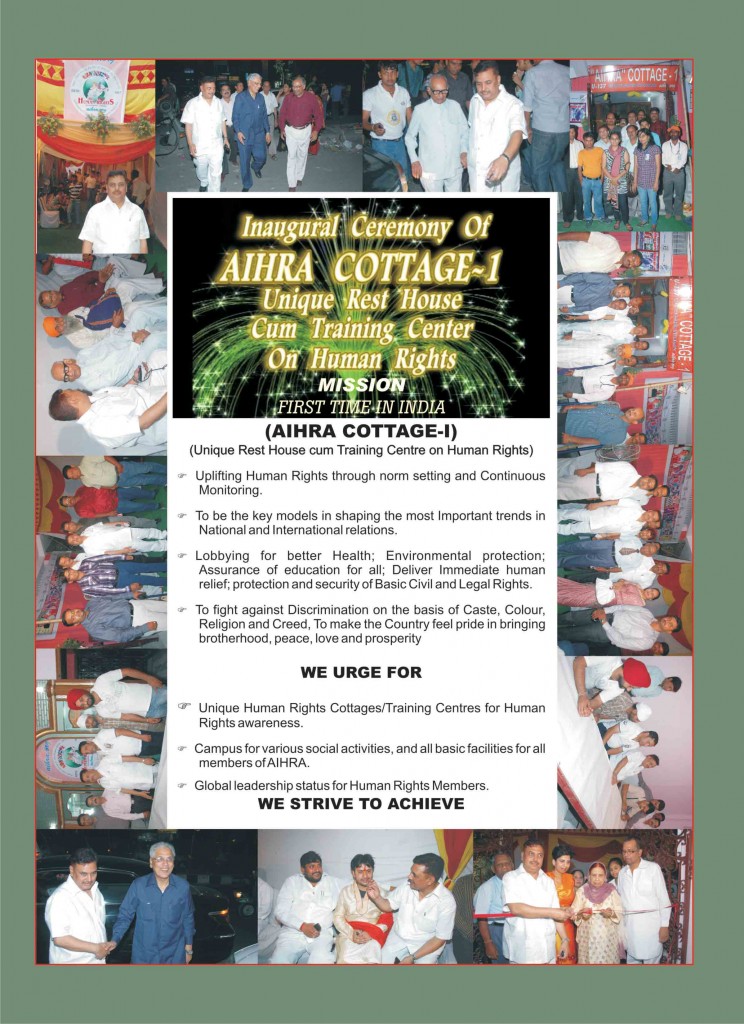 Inaugural Ceremony Of
AIHRA COTTAGE-1
Unique Rest House
Cum Training Center
On Human Rights
MISSION
FIRST TIME IN INDIA
(AIHRA COTTAGE-I)
(Unique Rest House cum Training Centre on Human Rights)
☞ Uplifting Human Rights through norm setting and Continuous
Monitoring.
☞ To be the key models in shaping the most Important trends in
National and International relations.
☞ Lobbying for better Health; Environmental protection;
Assurance of education for all; Deliver Immediate human
relief; protection and security of Basic Civil and Legal Rights.
☞ To fight against Discrimination on the basis of Caste, Colour,
Religion and Creed, To make the Country feel pride in bringing
brotherhood, peace, love and prosperity
WE URGE FOR
☞ Unique Human Rights Cottages/Training Centres for Human
Rights awareness.
☞ Campus for various social activities, and all basic facilities for all
members of AIHRA.
☞ Global leadership status for Human Rights Members.
WE STRIVE TO ACHIEVE
"AIHRA" COTTAGE - 1
COTTAGE - 1